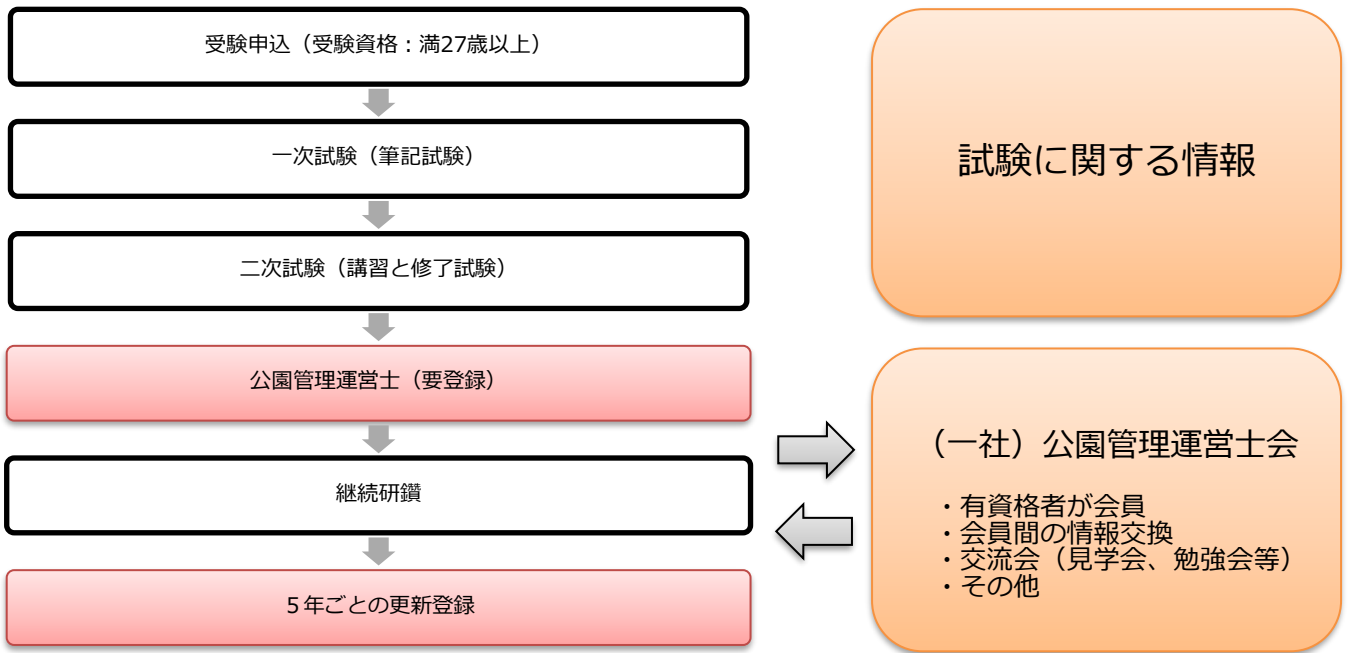 受験申込（受験資格：満27歳以上）
一次試験（筆記試験）
二次試験（講習と修了試験）
公園管理運営士（要登録）
継続研鑽
５年ごとの更新登録
試験に関する情報
（一社）公園管理運営士会
・有資格者が会員
・会員間の情報交換
・交流会（見学会、勉強会等）
・その他